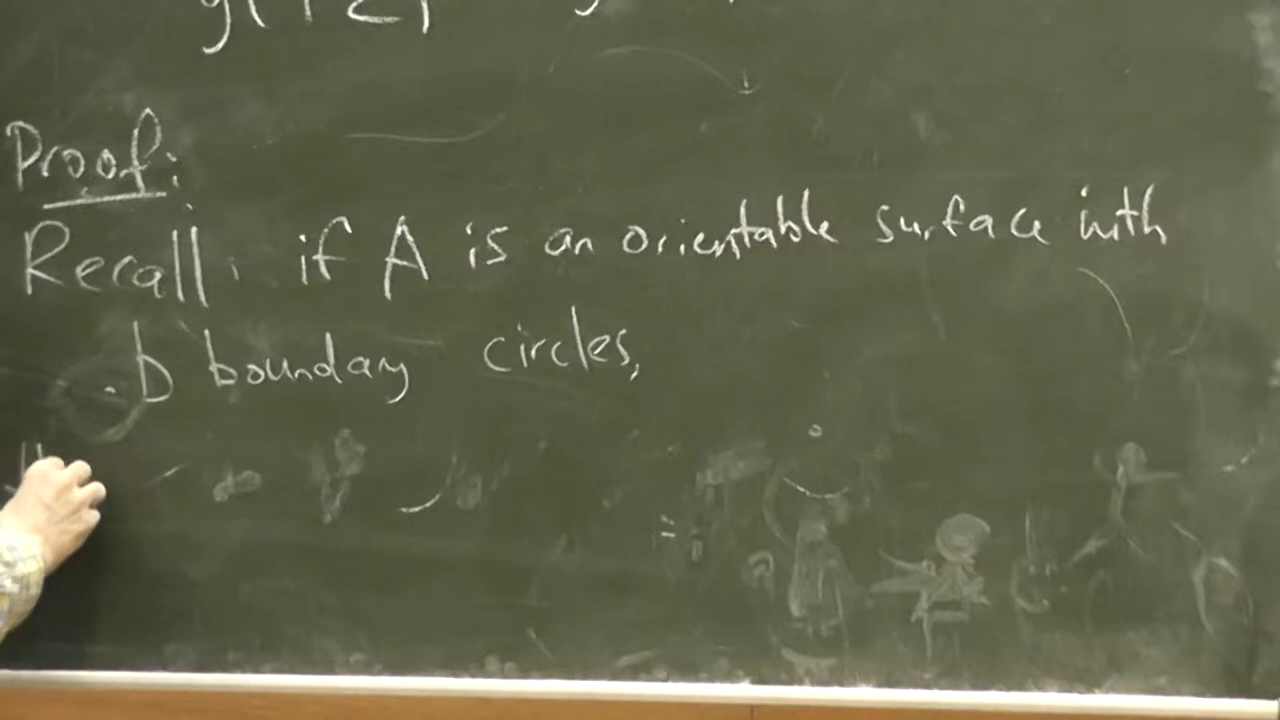 Proof:
Recall: if A is an orientable surface with
b boundary circles,